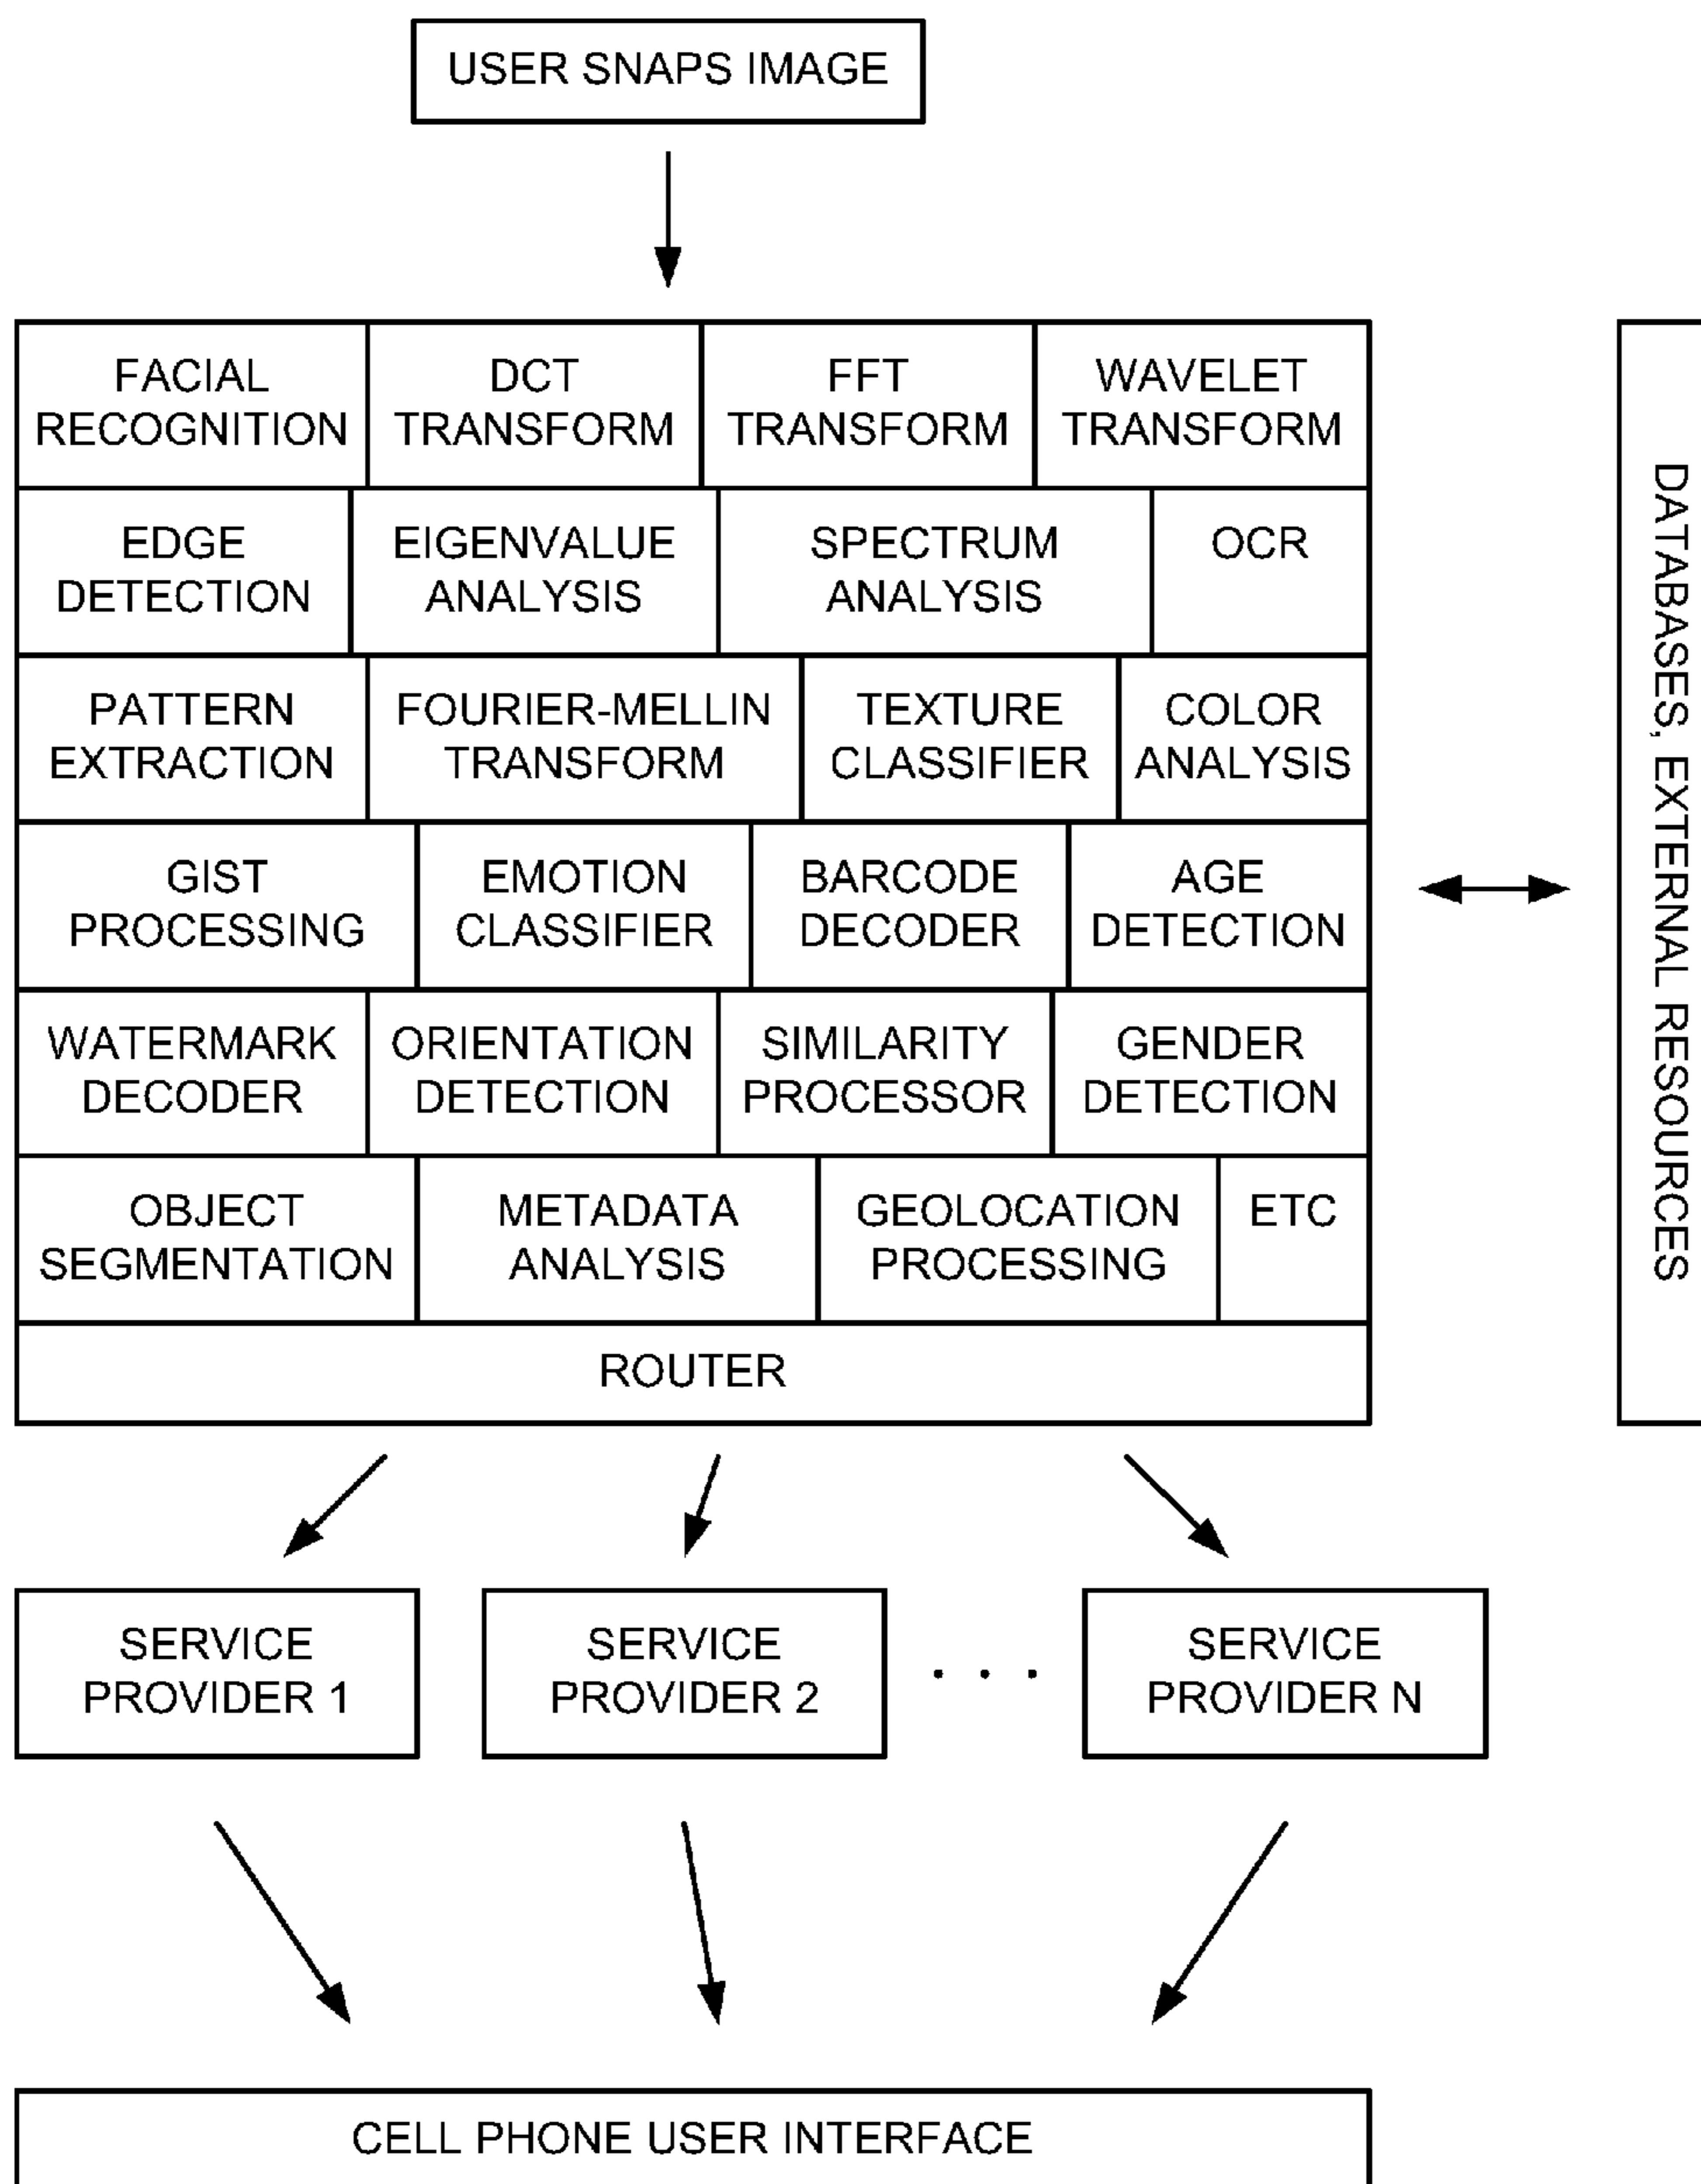 USER SNAPS IMAGE
FACIAL
RECOGNITION
DCT
TRANSFORM
FFT
TRANSFORM
WAVELET
TRANSFORM
EDGE
DETECTION
EIGENVALUE
ANALYSIS
SPECTRUM
ANALYSIS
OCR
PATTERN
EXTRACTION
FOURIER-MELLIN
TRANSFORM
TEXTURE
CLASSIFIER
COLOR
ANALYSIS
GIST
PROCESSING
EMOTION
CLASSIFIER
BARCODE
DECODER
AGE
DETECTION
WATERMARK
DECODER
ORIENTATION
DETECTION
SIMILARITY
PROCESSOR
GENDER
DETECTION
OBJECT
SEGMENTATION
METADATA
ANALYSIS
GEOLOCATION
PROCESSING
ETC
ROUTER
DATABASES, EXTERNAL RESOURCES
SERVICE
PROVIDER 1
SERVICE
PROVIDER 2
. . .
SERVICE
PROVIDER N
CELL PHONE USER INTERFACE